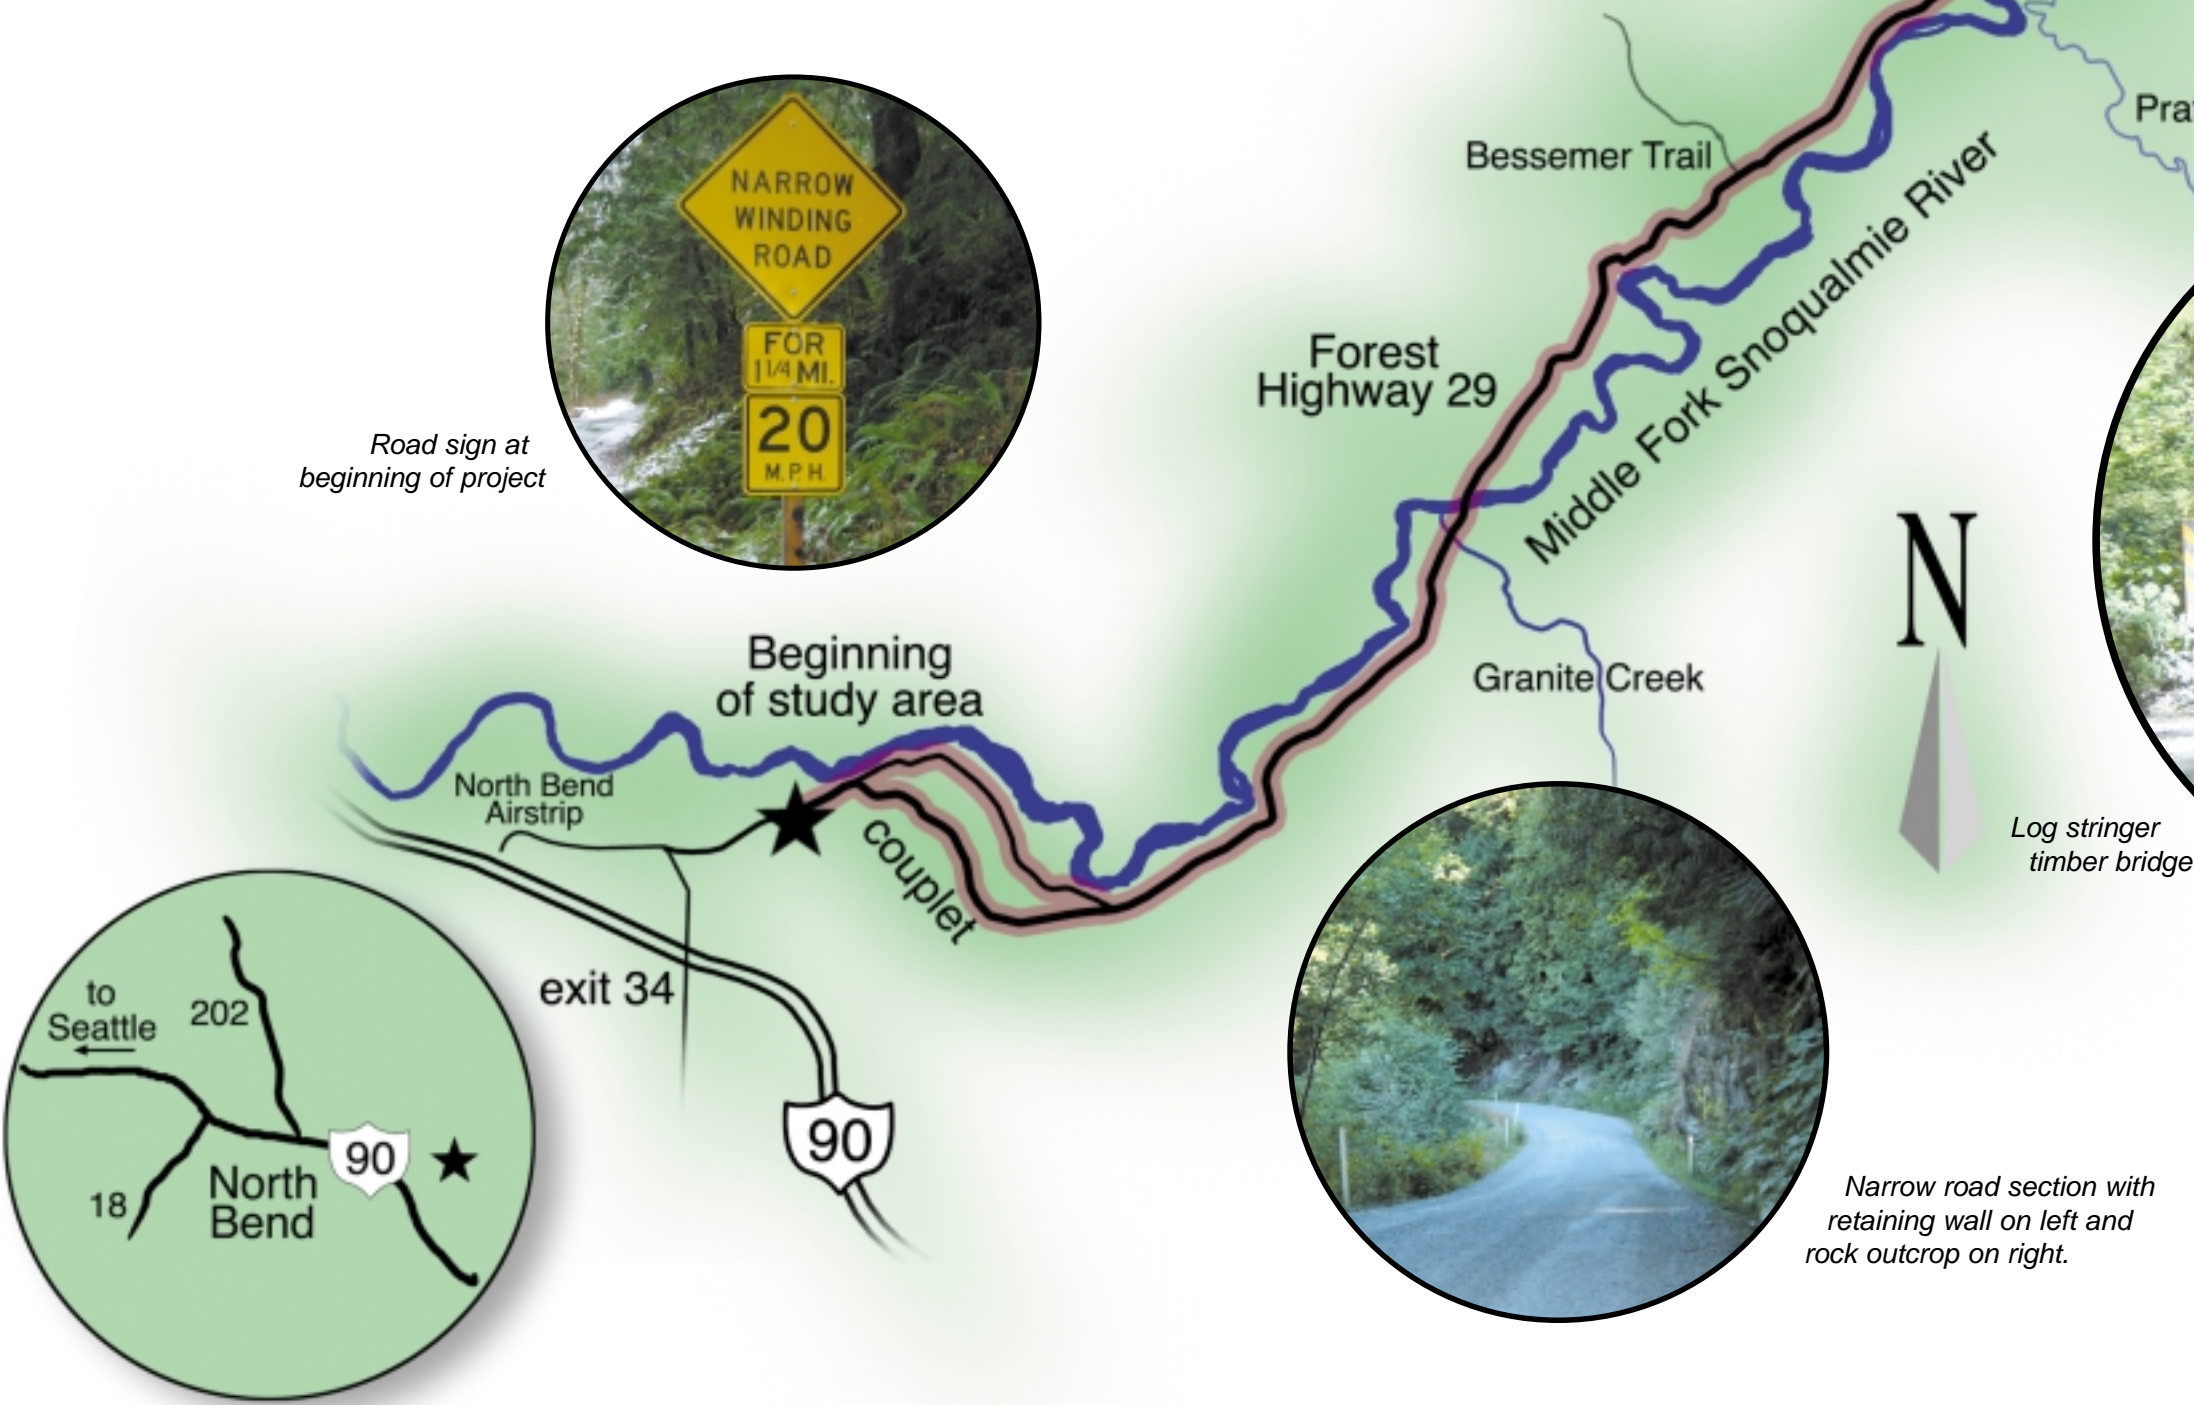 NARROW
WINDING
ROAD
FOR
1 1/4 MI.
20
M.P.H.
Road sign at
beginning of project
Bessemer Trail
Middle Fork Snoqualmie River
Forest
Highway 29
N
Granite Creek
Beginning
of study area
North Bend
Airstrip
couplet
exit 34
90
Log stringer
timber bridge
to
Seattle
202
90
18
North
Bend
Narrow road section with
retaining wall on left and
rock outcrop on right.